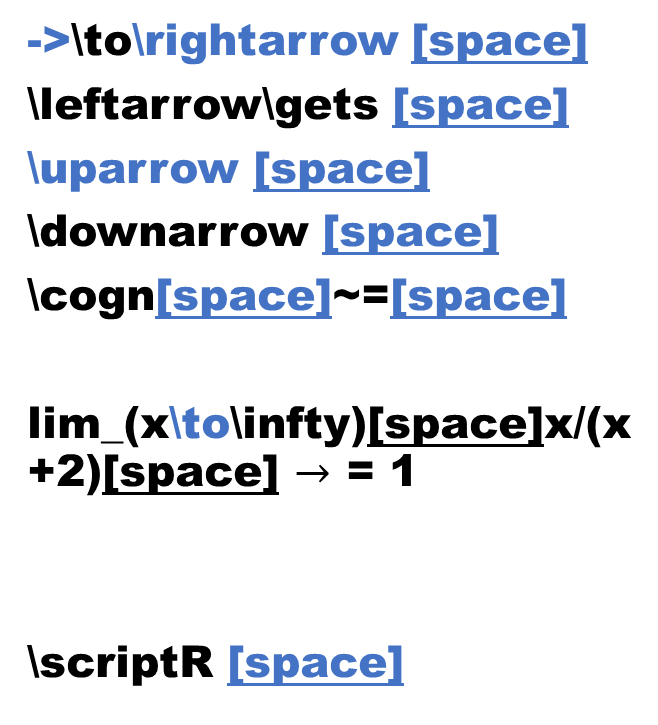 ->\to\rightarrow [space]
\leftarrow\gets [space]
\uparrow [space]
\downarrow [space]
\cogn[space]~=[space]
lim_(x\to\infty)[space]x/(x
+2)[space] → = 1
\scriptR [space]